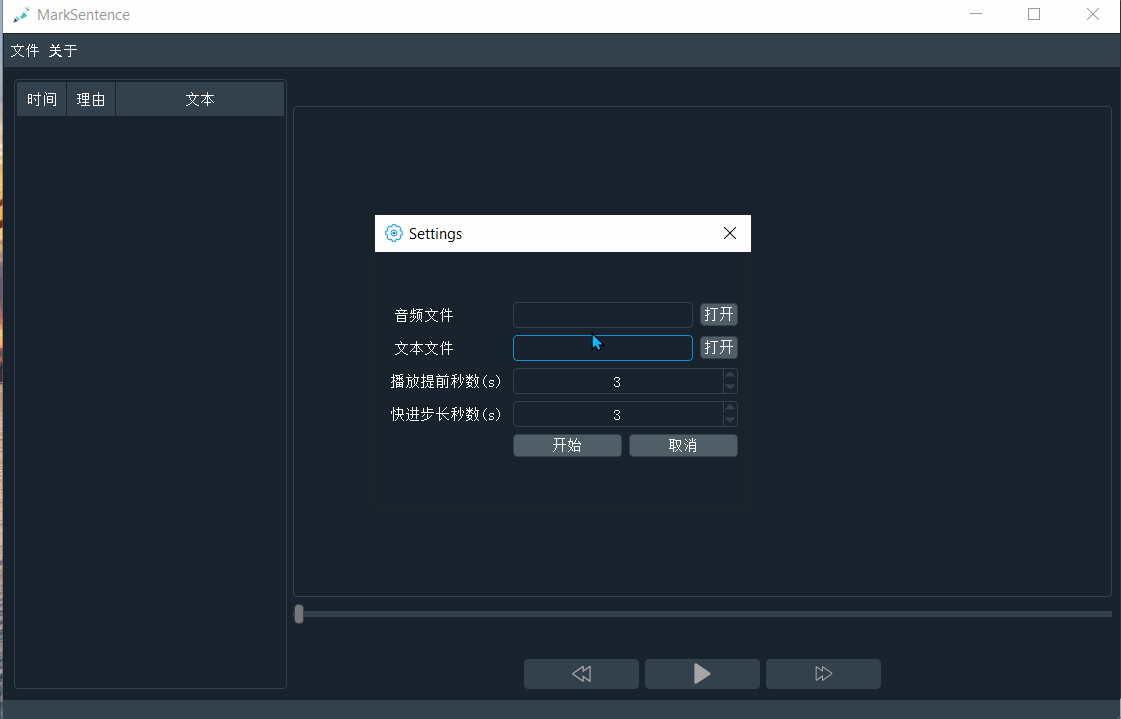 MarkSentence
文件 关于
时间 理由 文本
Settings
音频文件 打开
文本文件 打开
播放提前秒数(s) 3
快进步长秒数(s) 3
开始 取消